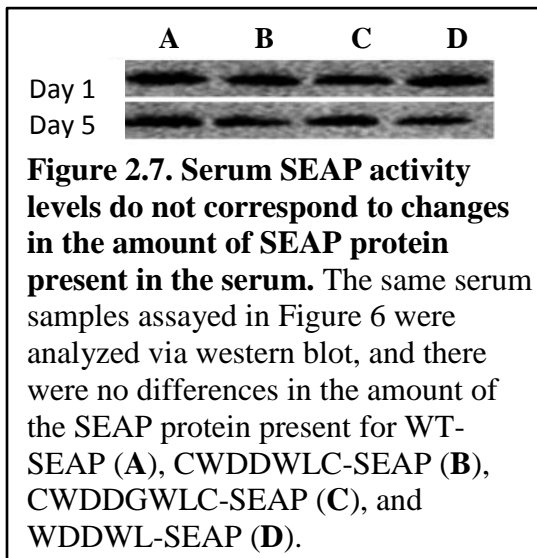 A B C D
Day 1
Day 5
Figure 2.7. Serum SEAP activity
levels do not correspond to changes
in the amount of SEAP protein
present in the serum. The same serum
samples assayed in Figure 6 were
analyzed via western blot, and there
were no differences in the amount of
the SEAP protein present for WT-
SEAP (A), CWDDWLC-SEAP (B),
CWDDGWLC-SEAP (C), and
WDDWL-SEAP (D).